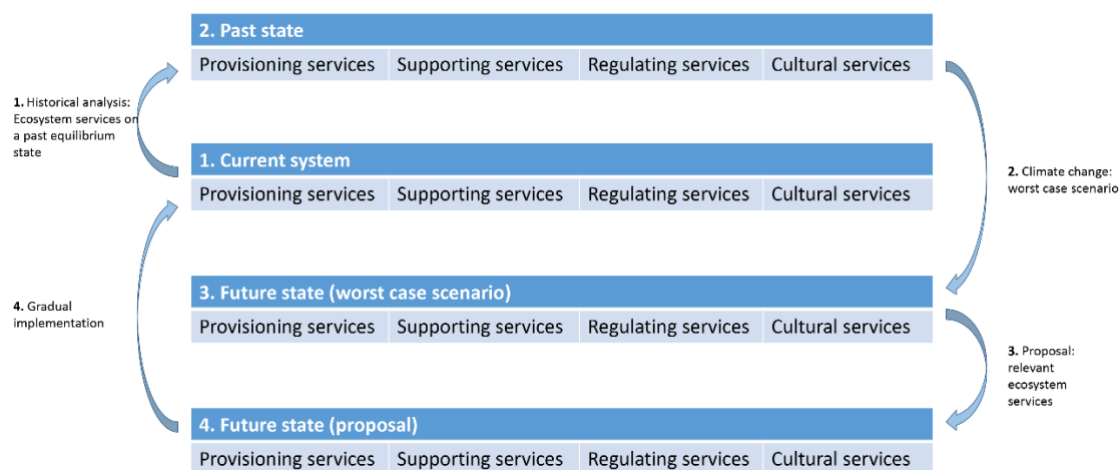 2. Past state
Provisioning services Supporting services Regulating services Cultural services
1. Historical analysis:
Ecosystem services on
a past equilibrium
state
1. Current system
Provisioning services Supporting services Regulating services Cultural services
2. Climate change:
worst case scenario
3. Future state (worst case scenario)
Provisioning services Supporting services Regulating services Cultural services
4. Gradual
implementation
3. Proposal:
relevant
ecosystem
services
4. Future state (proposal)
Provisioning services Supporting services Regulating services Cultural services